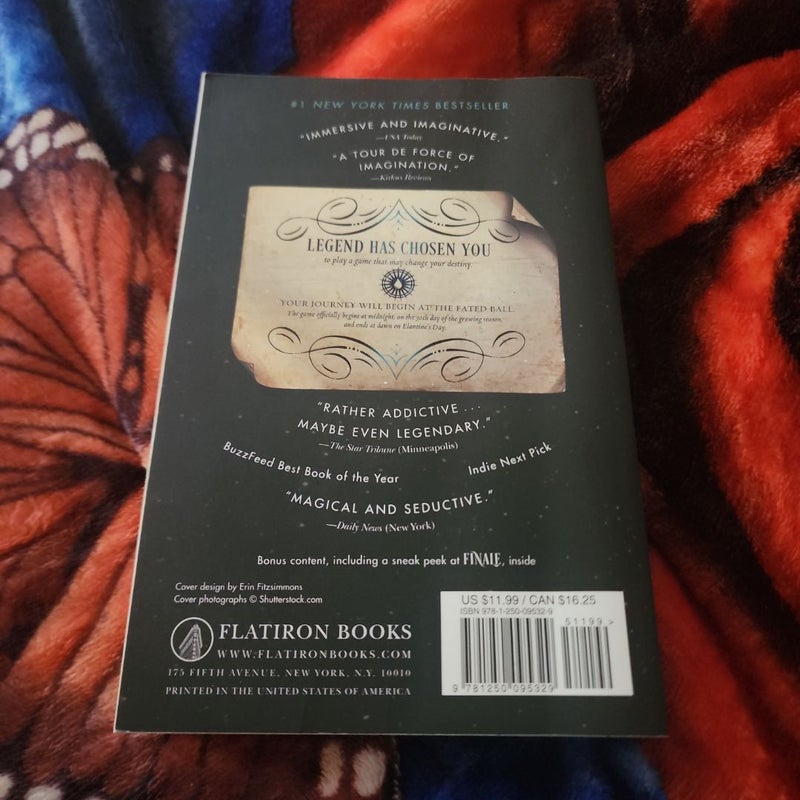 #1 NEW YORK TIMES BESTSELLER
"IMMERSIVE AND IMAGINATIVE."
—USA Today
"A TOUR DE FORCE OF
IMAGINATION."
—Kirkus Reviews
LEGEND HAS CHOSEN YOU
to play a game that may change your destiny.
YOUR JOURNEY WILL BEGIN AT THE FATED BALL.
The game officially begins at midnight, on the 30th day of the growing season,
and ends at dawn on Elantine's Day.
"RATHER ADDICTIVE ...
MAYBE EVEN LEGENDARY."
—The Star Tribune (Minneapolis)
BuzzFeed Best Book of the Year
Indie Next Pick
"MAGICAL AND SEDUCTIVE."
—Daily News (New York)
Bonus content, including a sneak peek at FINALE, inside
Cover design by Erin Fitzsimmons
Cover photographs © Shutterstock.com
FLATIRON BOOKS
WWW.FLATIRONBOOKS.COM
175 FIFTH AVENUE, NEW YORK, N.Y. 10010
PRINTED IN THE UNITED STATES OF AMERICA
US $11.99 / CAN $16.25
ISBN 978-1-250-09532-9
51199>
9 781250 095329